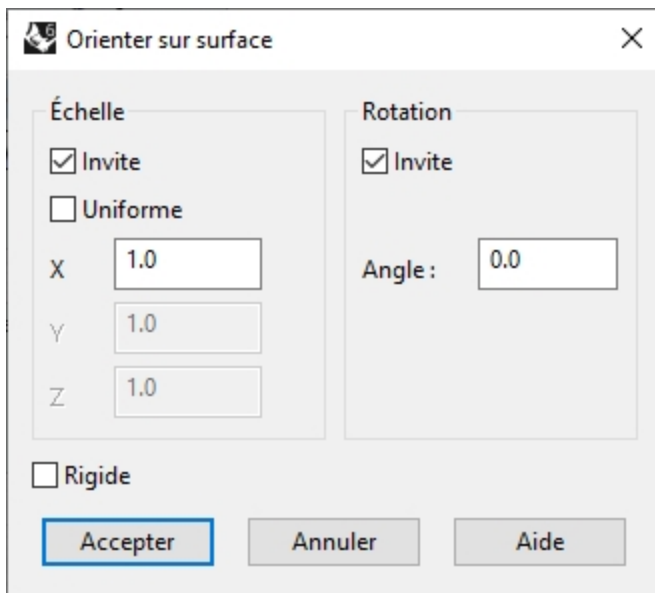 6 Orienter sur surface
Échelle
Invite
Uniforme
X 1.0
Y 1.0
Z 1.0
Rotation
Invite
Angle : 0.0
Rigide
Accepter Annuler Aide